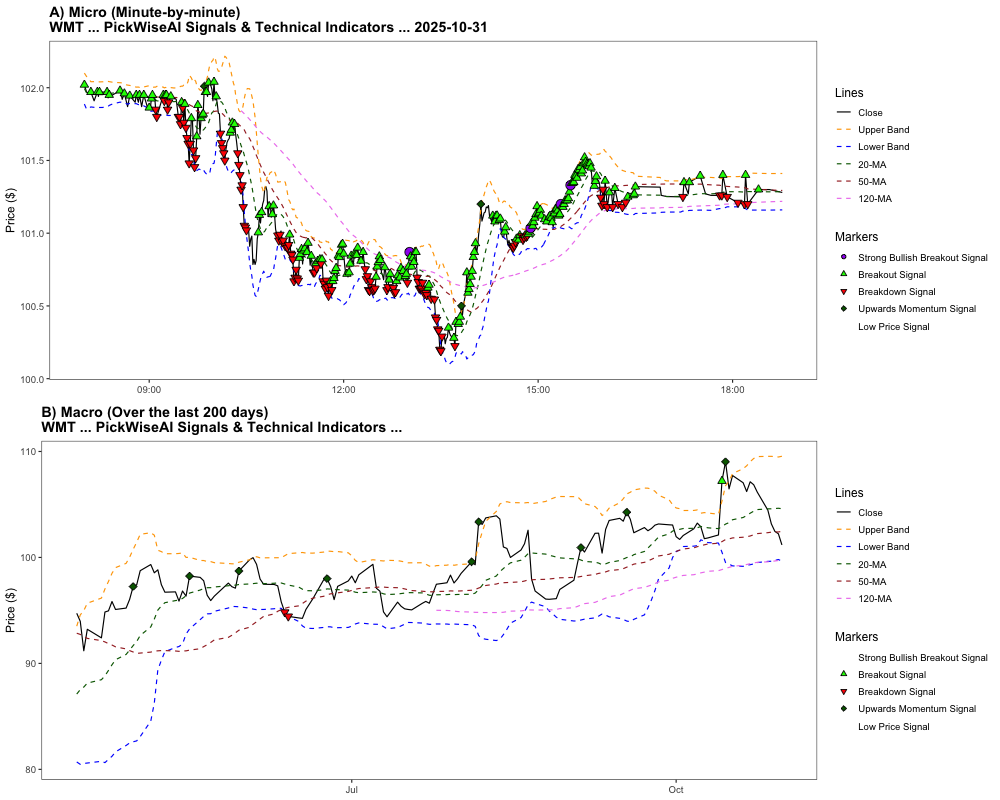 A) Micro (Minute-by-minute)
WMT ... PickWiseAI Signals & Technical Indicators ... 2025-10-31
Price ($)
102.0
101.5
101.0
100.5
100.0
09:00
12:00
15:00
18:00
Lines
Close
Upper Band
Lower Band
20-MA
50-MA
120-MA
Markers
Strong Bullish Breakout Signal
Breakout Signal
Breakdown Signal
Upwards Momentum Signal
Low Price Signal
B) Macro (Over the last 200 days)
WMT ... PickWiseAI Signals & Technical Indicators ...
Price ($)
110
100
90
80
Jul
Oct
Lines
Close
Upper Band
Lower Band
20-MA
50-MA
120-MA
Markers
Strong Bullish Breakout Signal
Breakout Signal
Breakdown Signal
Upwards Momentum Signal
Low Price Signal